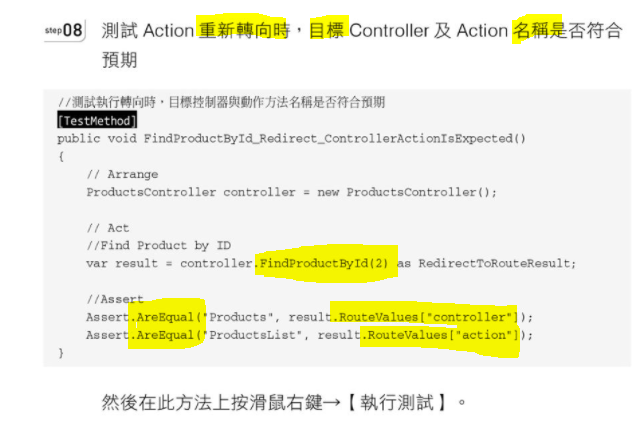 step08 測試 Action 重新轉向時，目標 Controller 及 Action 名稱是否符合
預期
//測試執行轉向時，目標控制器與動作方法名稱是否符合預期
[TestMethod]
public void FindProductById_Redirect_ControllerActionIsExpected()
{
// Arrange
ProductsController controller = new ProductsController();
// Act
//Find Product by ID
var result = controller.FindProductById(2) as RedirectToRouteResult;
//Assert
Assert.AreEqual("Products", result.RouteValues["controller"]);
Assert.AreEqual("ProductsList", result.RouteValues["action"]);
}
然後在此方法上按滑鼠右鍵→【執行測試】。